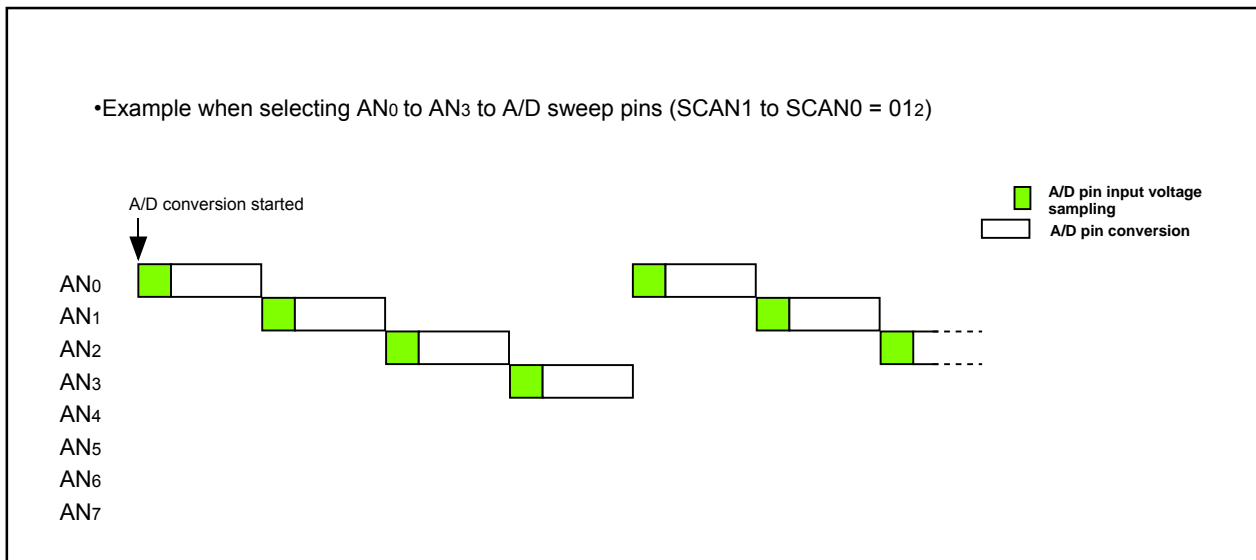 •Example when selecting AN0 to AN3 to A/D sweep pins (SCAN1 to SCAN0 = 012)
A/D conversion started
A/D pin input voltage
sampling
A/D pin conversion
AN0
AN1
AN2
AN3
AN4
AN5
AN6
AN7